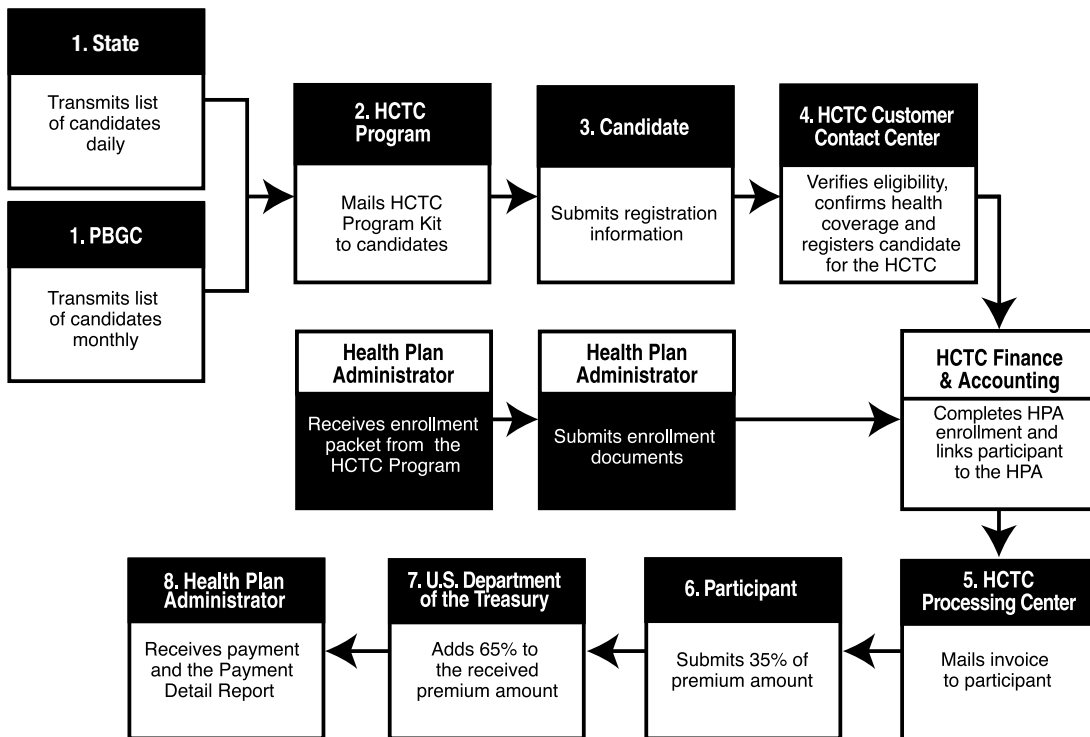 1. State
Transmits list
of candidates
daily
1. PBGC
Transmits list
of candidates
monthly
2. HCTC
Program
Mails HCTC
Program Kit
to candidates
3. Candidate
Submits registration
information
4. HCTC Customer
Contact Center
Verifies eligibility,
confirms health
coverage and
registers candidate
for the HCTC
Health Plan
Administrator
Receives enrollment
packet from the
HCTC Program
Health Plan
Administrator
Submits enrollment
documents
HCTC Finance
& Accounting
Completes HPA
enrollment and
links participant
to the HPA
5. HCTC
Processing Center
Mails invoice
to participant
6. Participant
Submits 35% of
premium amount
7. U.S. Department
of the Treasury
Adds 65% to
the received
premium amount
8. Health Plan
Administrator
Receives payment
and the Payment
Detail Report